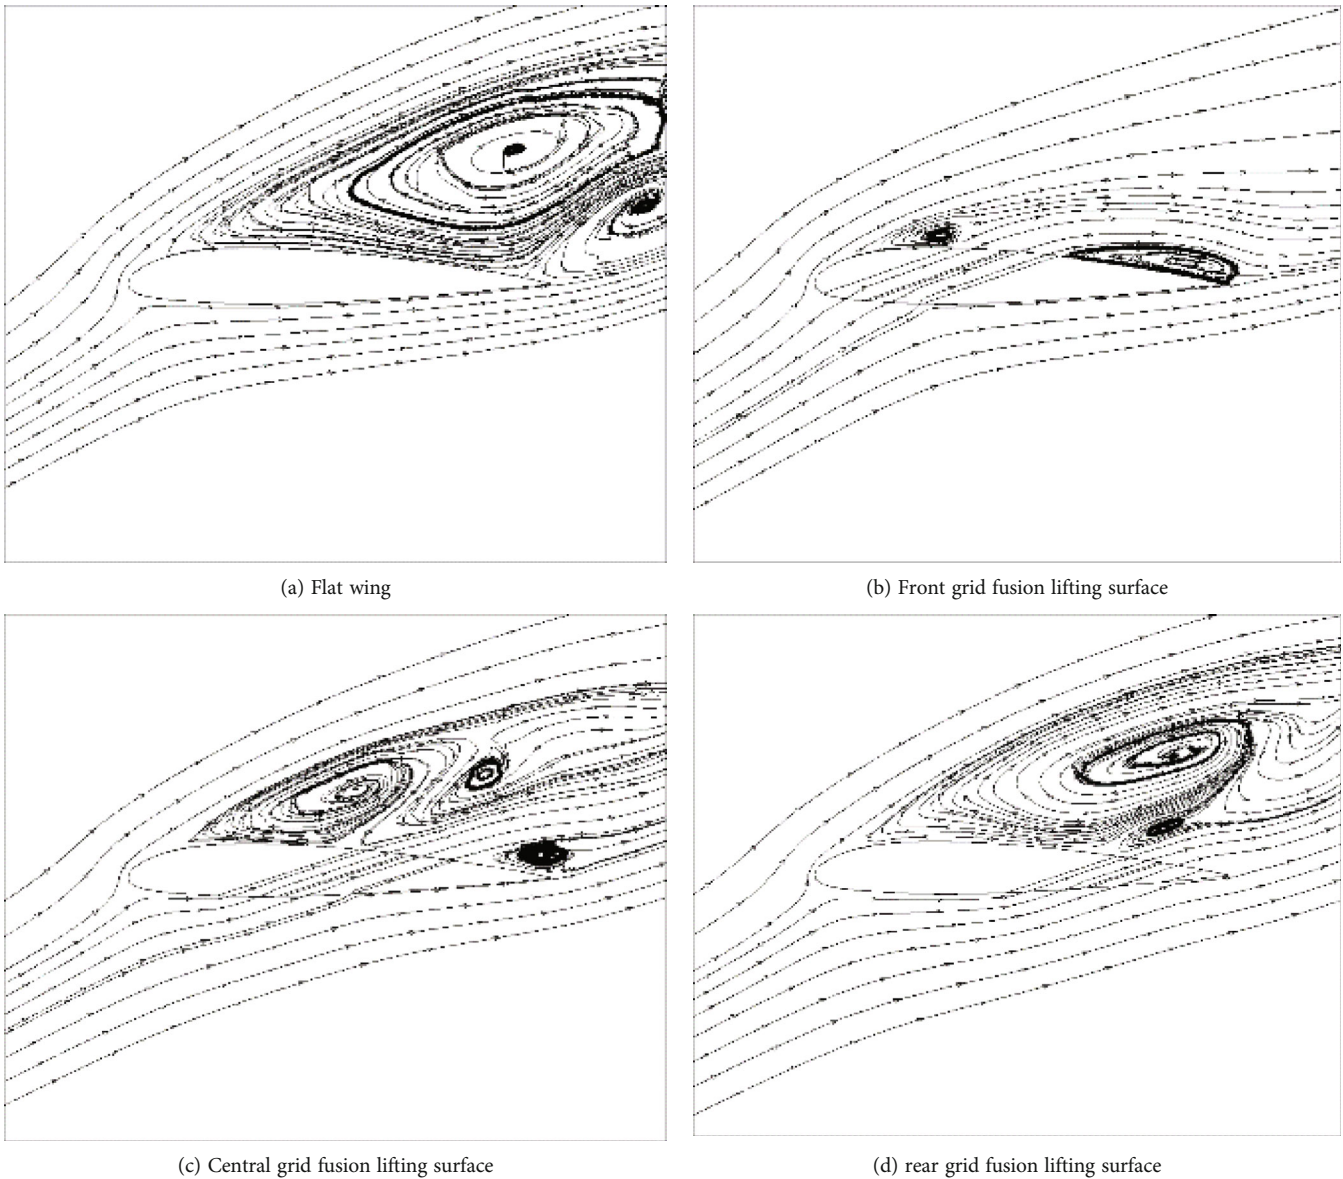 (a) Flat wing
(b) Front grid fusion lifting surface
(c) Central grid fusion lifting surface
(d) rear grid fusion lifting surface